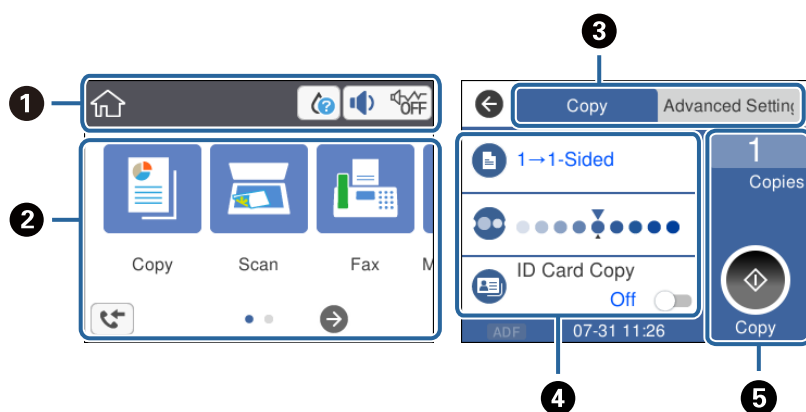 3
1
OFF
Copy Advanced Setting
1→1-Sided
1
Copies
2
Copy Scan Fax M
ID Card Copy
Off
ADF 07-31 11:26
Copy
4 5